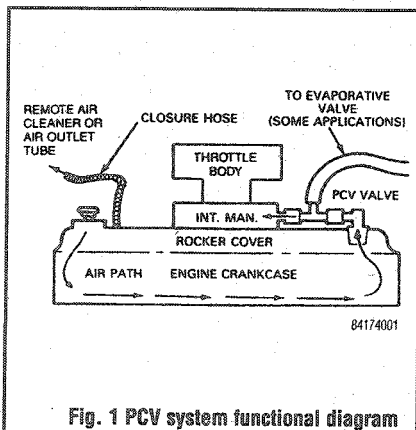 REMOTE AIR
CLEANER OR
AIR OUTLET
TUBE
CLOSURE HOSE
TO EVAPORATIVE
VALVE
(SOME APPLICATIONS)
THROTTLE
BODY
PCV VALVE
INT. MAN.
ROCKER COVER
AIR PATH
ENGINE CRANKCASE
84174001
Fig. 1 PCV system functional diagram